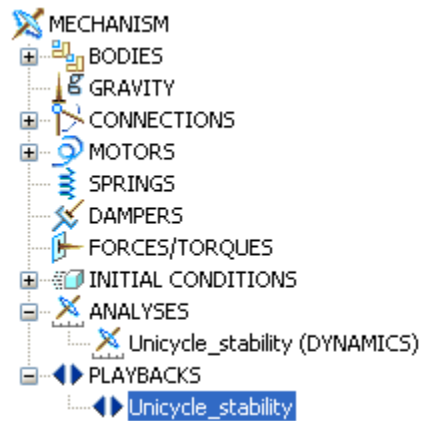 MECHANISM
BODIES
GRAVITY
CONNECTIONS
MOTORS
SPRINGS
DAMPERS
FORCES/TORQUES
INITIAL CONDITIONS
ANALYSES
Unicycle_stability (DYNAMICS)
PLAYBACKS
Unicycle_stability